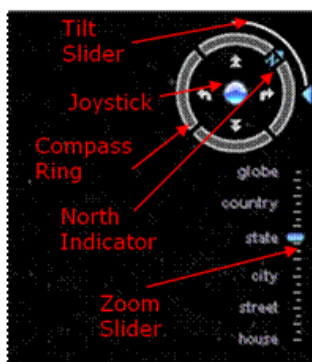 Tilt
Slider
Joystick
N
Compass
Ring
globe
country
North
Indicator
state
city
Zoom
Slider
street
house